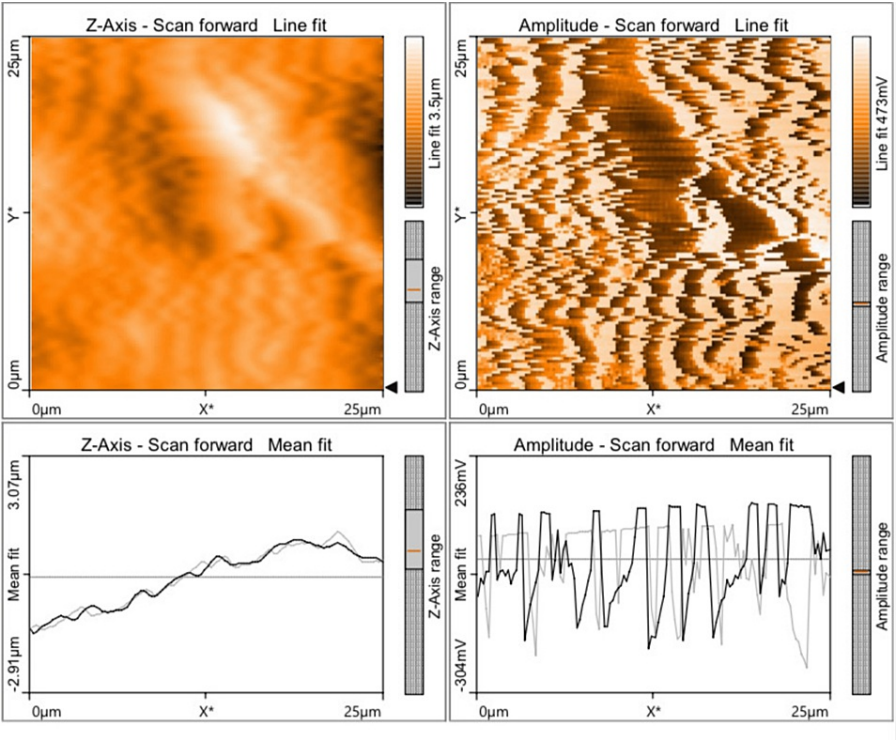 Z-Axis - Scan forward Line fit
25µm
Y*
0µm
0µm
X*
25µm
Line fit 3.5µm
Z-Axis range
Amplitude - Scan forward Line fit
25µm
Y*
0µm
0µm
X*
25µm
Line fit 473mV
Amplitude range
Z-Axis - Scan forward Mean fit
3.07µm
Mean fit
-2.91µm
0µm
X*
25µm
Z-Axis range
Amplitude - Scan forward Mean fit
236mV
Mean fit
-304mV
0µm
X*
25µm
Amplitude range